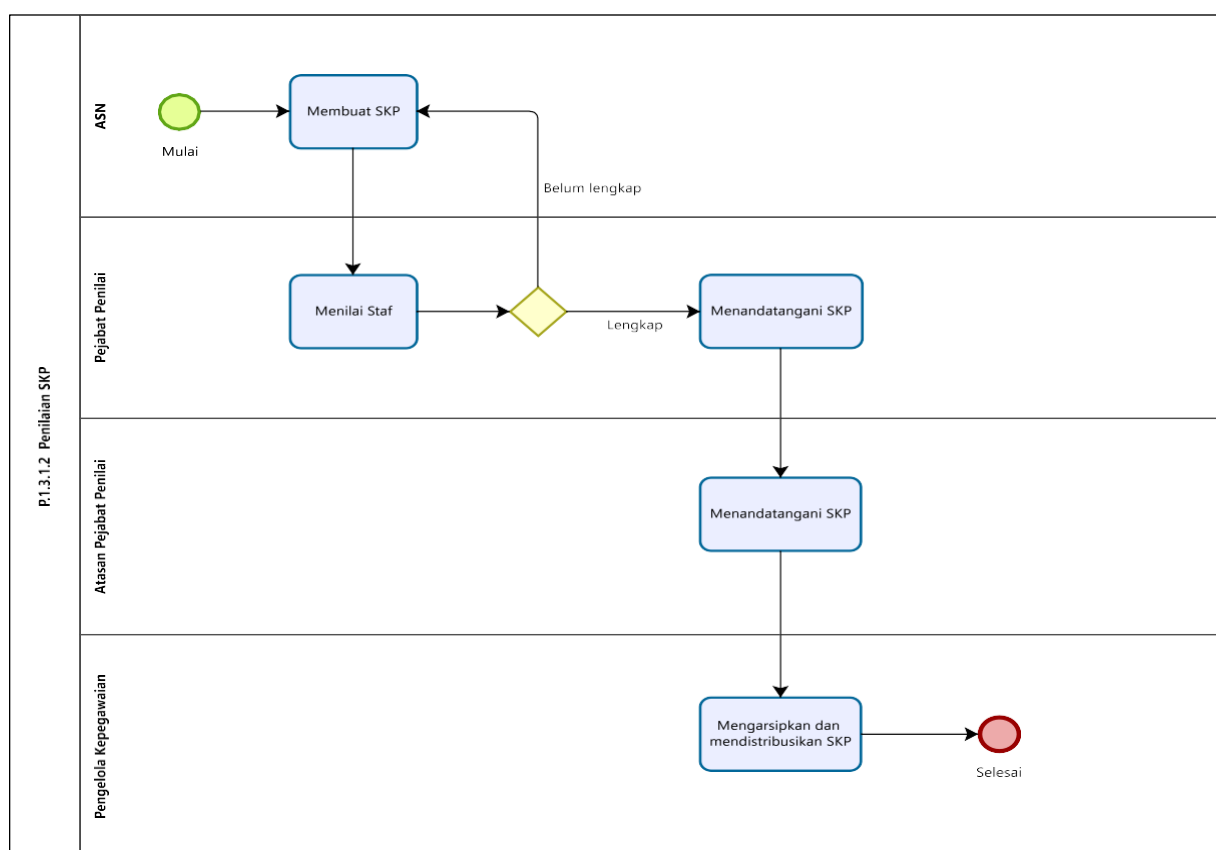 P.1.3.1.2 Penilaian SKP
ASN
Mulai
Membuat SKP
Belum lengkap
Pejabat Penilai
Menilai Staf
Lengkap
Menandatangani SKP
Atasan Pejabat Penilai
Menandatangani SKP
Pengelola Kepegawaian
Mengarsipkan dan
mendistribusikan SKP
Selesai